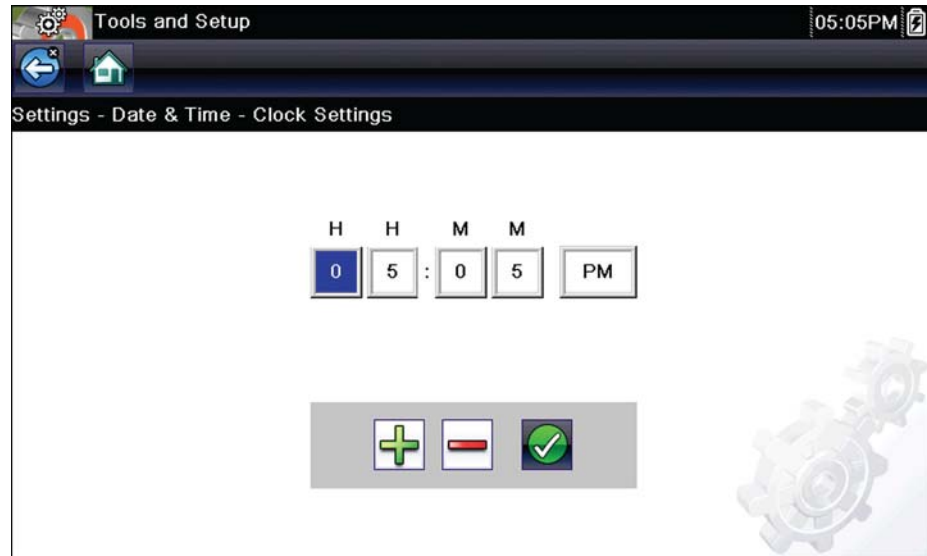 Tools and Setup 05:05PM
Settings - Date & Time - Clock Settings
H H M M
0 5 : 0 5 PM